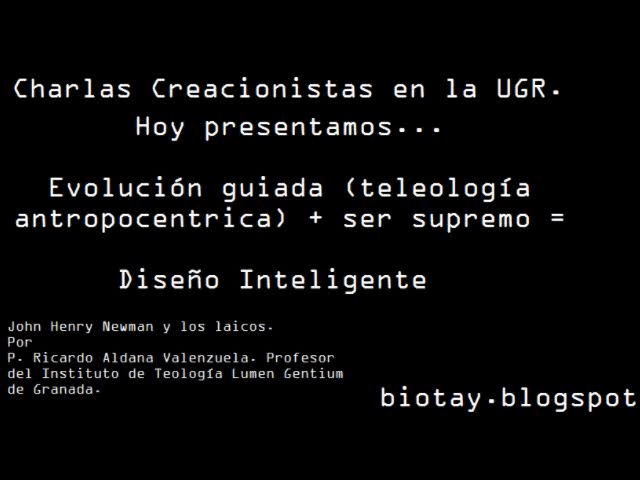 Charlas Creacionistas en la UGR.
Hoy presentamos...
Evolución guiada (teleología
antropocentrica) + ser supremo =
Diseño Inteligente
John Henry Newman y los laicos.
Por
P. Ricardo Aldana Valenzuela. Profesor
del Instituto de Teología Lumen Gentium
de Granada.
biotay.blogspot